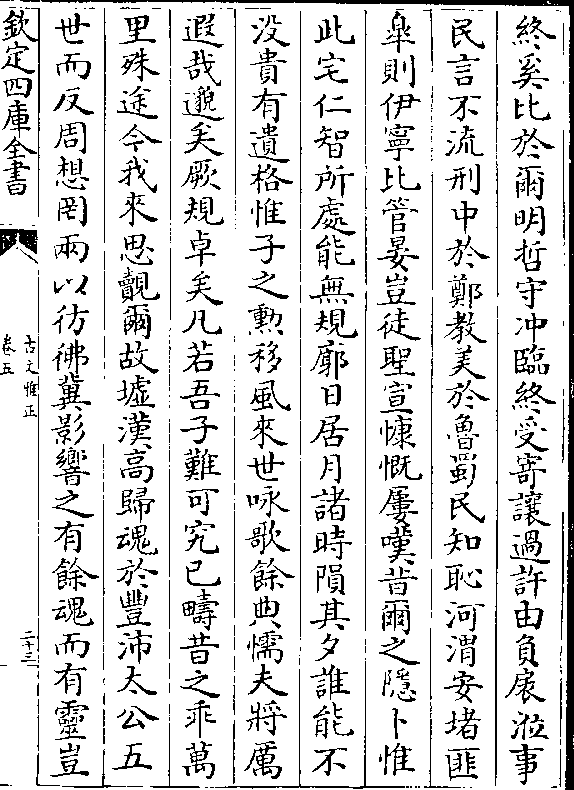 終奚比於爾明哲守冲臨終受寄讓過許由負扆涖事
民言不流刑中於鄭教美於魯蜀民知恥河渭安堵匪
臯則伊寧比管晏豈徒聖宣慷慨屢嘆昔爾之隱卜惟
此宅仁智所處能無規廓日居月諸時隕其夕誰能不
没貴有遺格惟子之勲移風來世咏歌餘典懦夫將厲
遐哉邈矣厥規卓矣凡若吾子難可究已疇昔之乖萬
里殊途今我來思覿爾故墟漢高歸魂於豐沛太公五
世而反周想罔兩以彷彿冀影響之有餘魂而有靈豈
欽定四庫全書
古文雅正
卷五
二十三